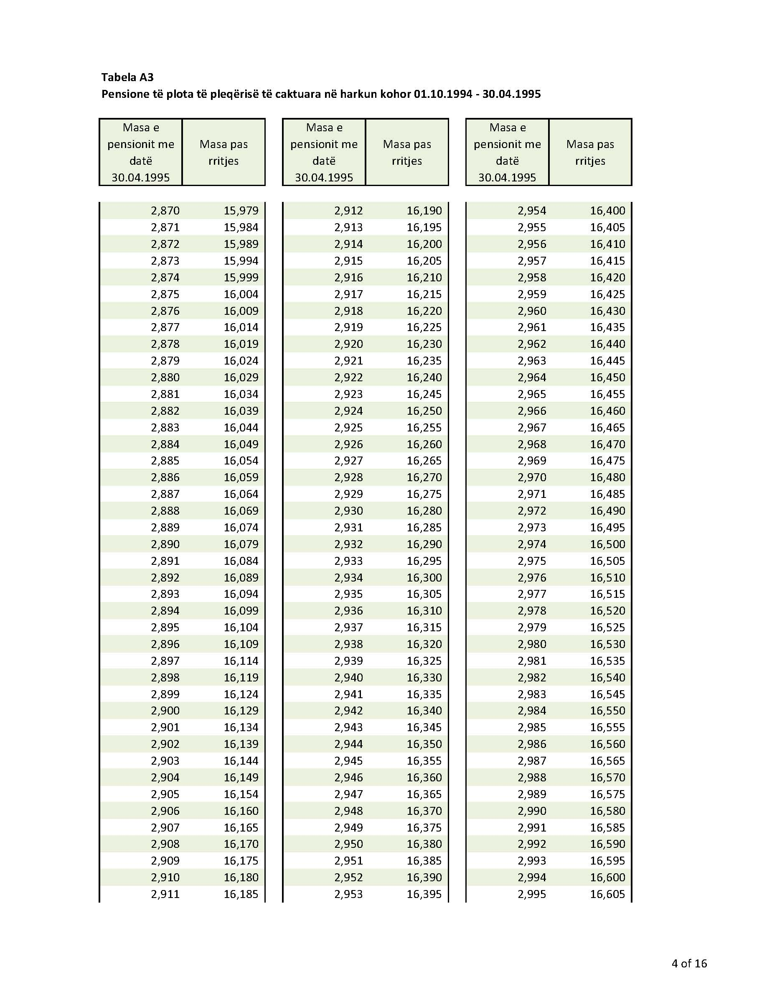 Tabela A3
Pensione të plota të pleqërisë të caktuara në harkun kohor 01.10.1994 - 30.04.1995
Masa e pensionit me datë 30.04.1995 Masa pas rritjes Masa e pensionit me datë 30.04.1995 Masa pas rritjes Masa e pensionit me datë 30.04.1995 Masa pas rritjes
2,870 15,979 2,912 16,190 2,954 16,400
2,871 15,984 2,913 16,195 2,955 16,405
2,872 15,989 2,914 16,200 2,956 16,410
2,873 15,994 2,915 16,205 2,957 16,415
2,874 15,999 2,916 16,210 2,958 16,420
2,875 16,004 2,917 16,215 2,959 16,425
2,876 16,009 2,918 16,220 2,960 16,430
2,877 16,014 2,919 16,225 2,961 16,435
2,878 16,019 2,920 16,230 2,962 16,440
2,879 16,024 2,921 16,235 2,963 16,445
2,880 16,029 2,922 16,240 2,964 16,450
2,881 16,034 2,923 16,245 2,965 16,455
2,882 16,039 2,924 16,250 2,966 16,460
2,883 16,044 2,925 16,255 2,967 16,465
2,884 16,049 2,926 16,260 2,968 16,470
2,885 16,054 2,927 16,265 2,969 16,475
2,886 16,059 2,928 16,270 2,970 16,480
2,887 16,064 2,929 16,275 2,971 16,485
2,888 16,069 2,930 16,280 2,972 16,490
2,889 16,074 2,931 16,285 2,973 16,495
2,890 16,079 2,932 16,290 2,974 16,500
2,891 16,084 2,933 16,295 2,975 16,505
2,892 16,089 2,934 16,300 2,976 16,510
2,893 16,094 2,935 16,305 2,977 16,515
2,894 16,099 2,936 16,310 2,978 16,520
2,895 16,104 2,937 16,315 2,979 16,525
2,896 16,109 2,938 16,320 2,980 16,530
2,897 16,114 2,939 16,325 2,981 16,535
2,898 16,119 2,940 16,330 2,982 16,540
2,899 16,124 2,941 16,335 2,983 16,545
2,900 16,129 2,942 16,340 2,984 16,550
2,901 16,134 2,943 16,345 2,985 16,555
2,902 16,139 2,944 16,350 2,986 16,560
2,903 16,144 2,945 16,355 2,987 16,565
2,904 16,149 2,946 16,360 2,988 16,570
2,905 16,154 2,947 16,365 2,989 16,575
2,906 16,160 2,948 16,370 2,990 16,580
2,907 16,165 2,949 16,375 2,991 16,585
2,908 16,170 2,950 16,380 2,992 16,590
2,909 16,175 2,951 16,385 2,993 16,595
2,910 16,180 2,952 16,390 2,994 16,600
2,911 16,185 2,953 16,395 2,995 16,605
4 of 16